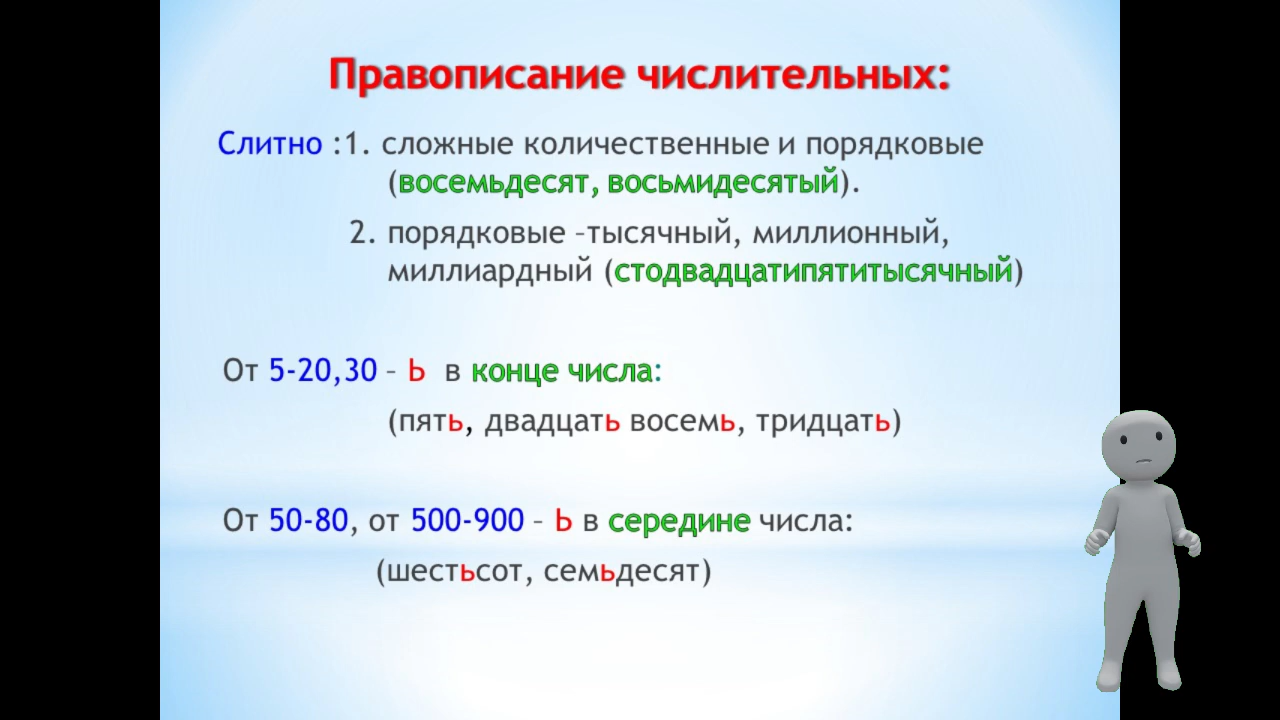 Правописание числительных:
Слитно :1. сложные количественные и порядковые
(восемьдесят, восьмидесятый).
2. порядковые –тысячный, миллионный,
миллиардный (стодвадцатипятитысячный)
От 5-20,30 – Ь в конце числа:
(пять, двадцать восемь, тридцать)
От 50-80, от 500-900 – Ь в середине числа:
(шестьсот, семьдесят)